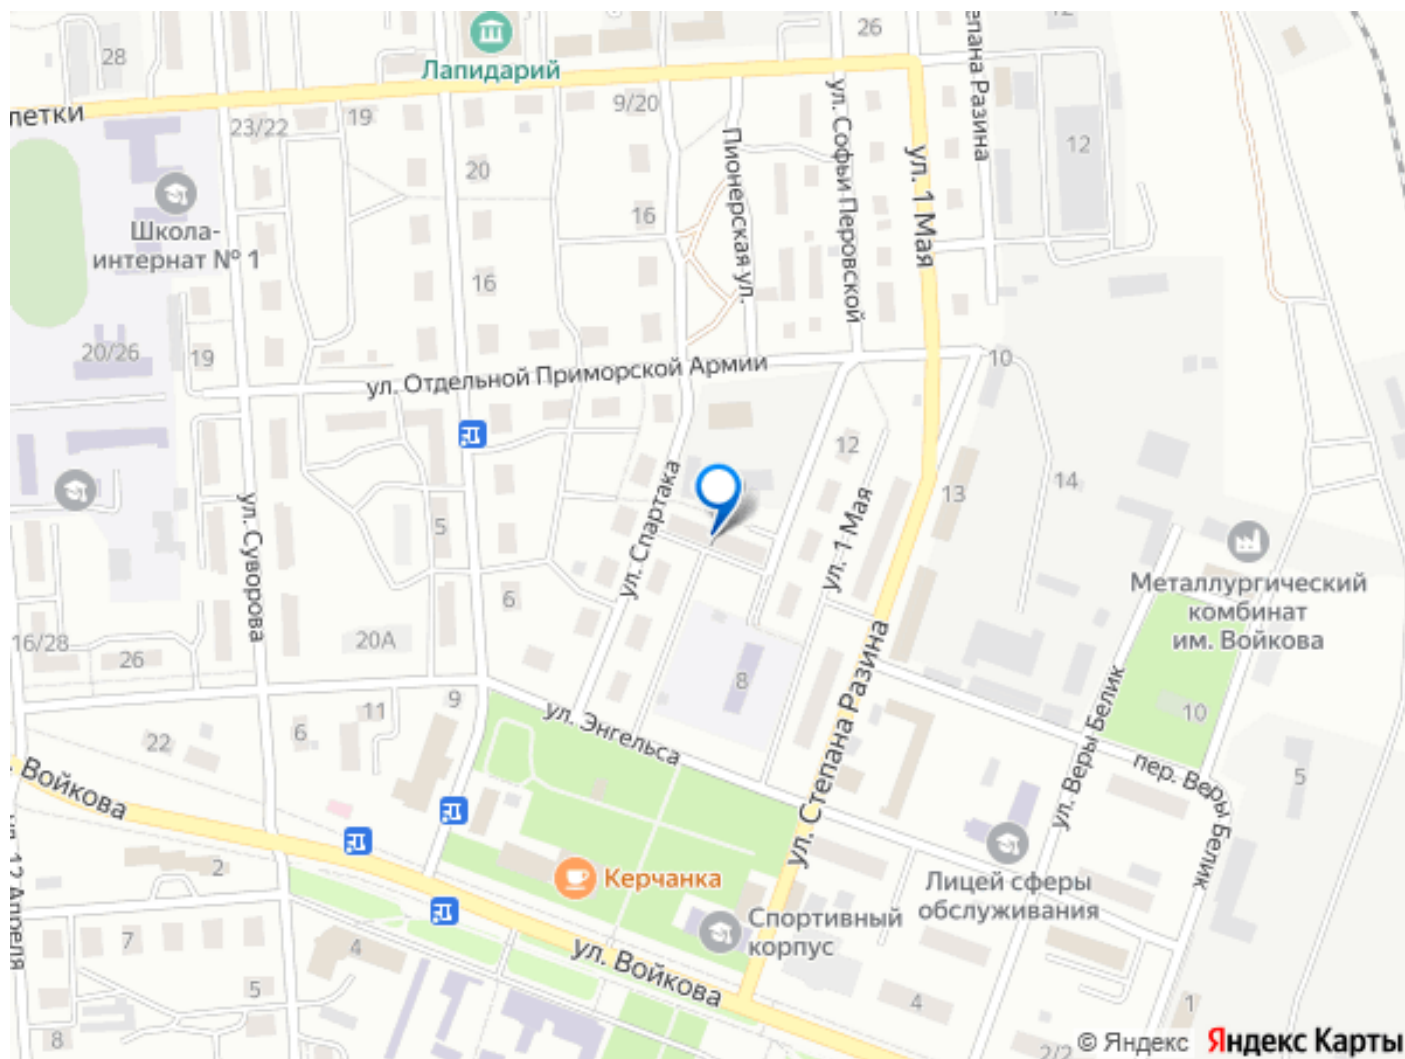 28
Лапидарий
26
12
летки
23/22
19
9/20
20
Пионерская ул.
ул. Софьи Перовской
ул. 1 Мая
епана Разина
12
Школа-
интернат № 1
16
16
20/26
19
ул. Отдельной Приморской Армии
10
12
13
14
ул. Суворова
5
ул. Спартака
ул. 1 Мая
Металлургический
комбинат
им. Войкова
6
16/28
26
20А
8
ул. Степана Разина
ул. Веры Белик
10
9
11
6
22
ул. Энгельса
пер. Веры Белик
5
. Войкова
ул. 12 Апреля
2
Керчанка
Лицей сферы
обслуживания
Спортивный
корпус
7
4
ул. Войкова
5
4
1
8
2/2
© Яндекс Яндекс Карты